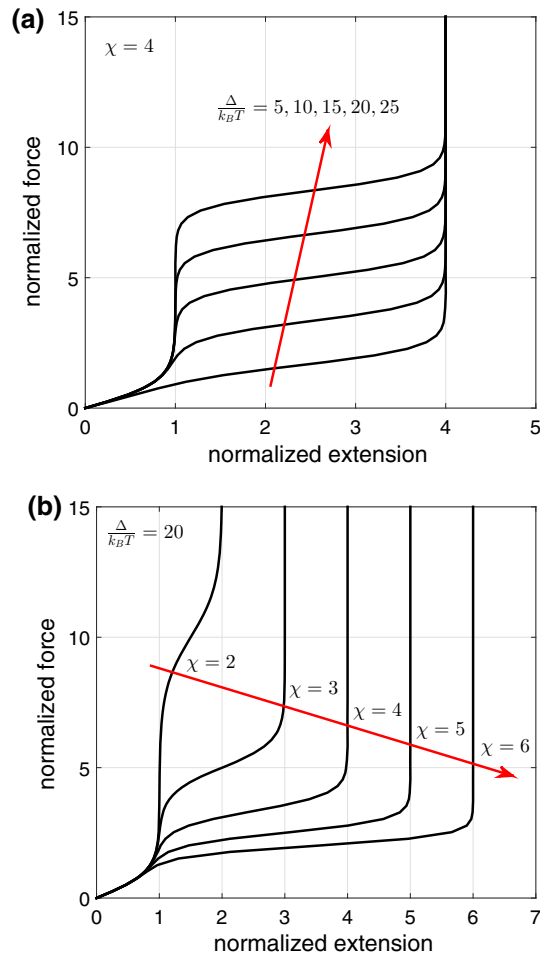 (a)
15
χ = 4
Δ/k_BT = 5, 10, 15, 20, 25
10
normalized force
5
0
0 1 2 3 4 5
normalized extension
(b)
15
Δ/k_BT = 20
10
χ = 2
χ = 3
χ = 4
χ = 5
χ = 6
normalized force
5
0
0 1 2 3 4 5 6 7
normalized extension